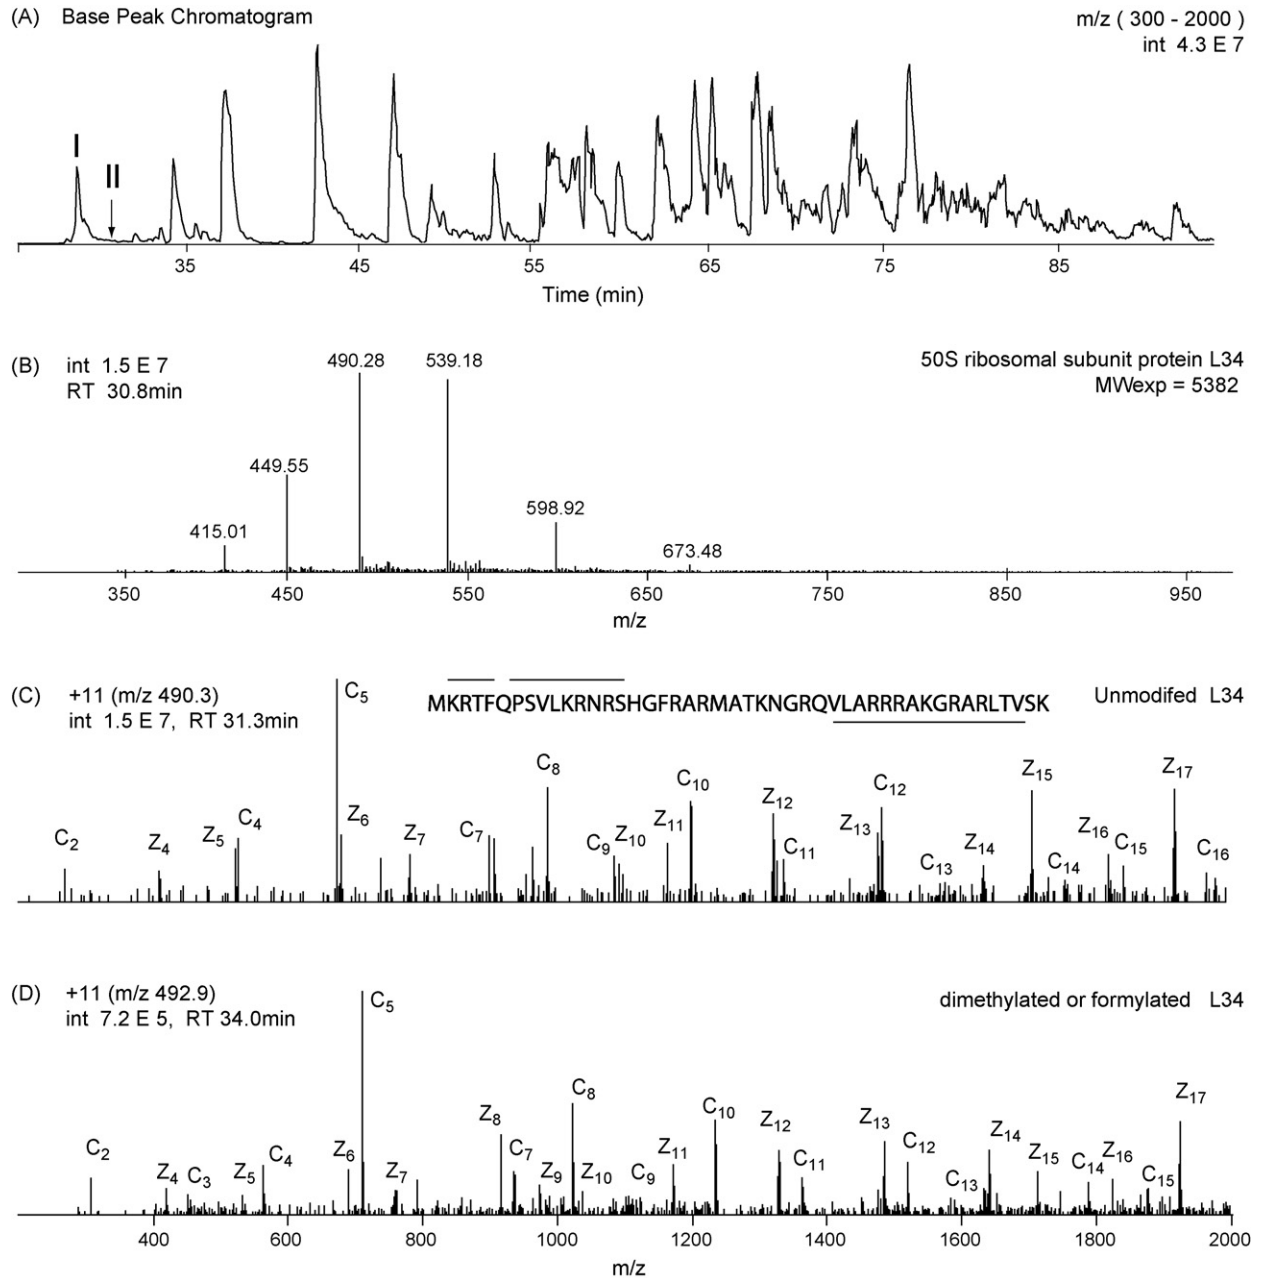 (A) Base Peak Chromatogram
m/z ( 300 - 2000 )
int 4.3 E 7
I
II
35 45 55 65 75 85
Time (min)
(B) int 1.5 E 7
RT 30.8min
50S ribosomal subunit protein L34
MWexp = 5382
415.01
449.55
490.28
539.18
598.92
673.48
350 450 550 650 750 850 950
m/z
(C) +11 (m/z 490.3)
int 1.5 E 7, RT 31.3min
MKRTFQPSVLKRNRSHGFRARMATKNGRQVLARRRAKGRARLTVSK
Unmodifed L34
C2 Z4 Z5 C4 C5 Z6 Z7 C7 C8 C9 Z10 Z11 C10 Z12 C11 Z13 C12 C13 Z14 Z15 C14 Z16 C15 Z17 C16
(D) +11 (m/z 492.9)
int 7.2 E 5, RT 34.0min
dimethylated or formylated L34
C2 Z4 C3 Z5 C4 Z6 C5 Z7 Z8 C7 Z9 C8 Z10 C9 Z11 C10 Z12 C11 Z13 C12 C13 Z14 Z15 C14 Z16 C15 Z17
400 600 800 1000 1200 1400 1600 1800 2000
m/z